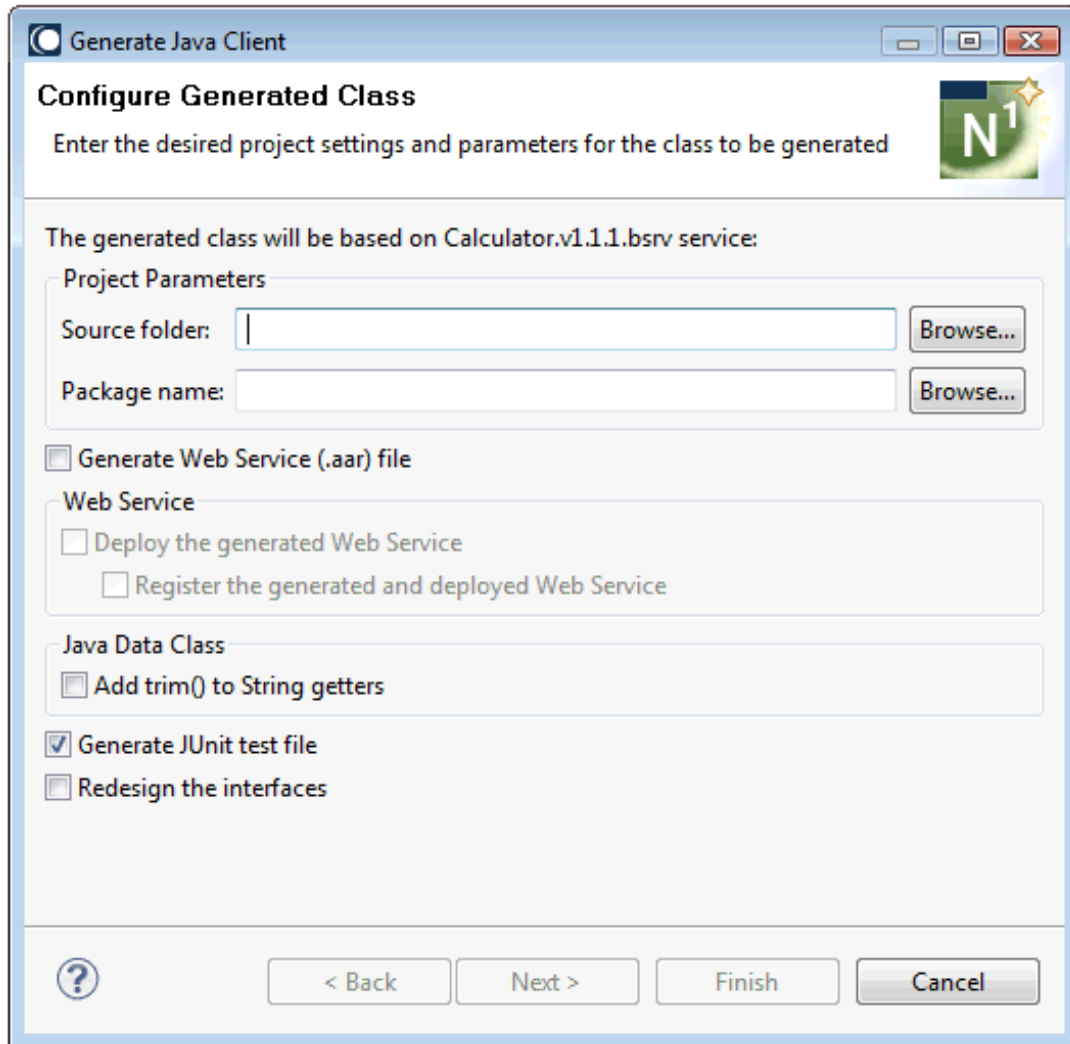 Generate Java Client
Configure Generated Class
Enter the desired project settings and parameters for the class to be generated
N1
The generated class will be based on Calculator.v1.1.1.bsrv service:
Project Parameters
Source folder:
Browse...
Package name:
Browse...
Generate Web Service (.aar) file
Web Service
Deploy the generated Web Service
Register the generated and deployed Web Service
Java Data Class
Add trim() to String getters
Generate JUnit test file
Redesign the interfaces
?
< Back
Next >
Finish
Cancel